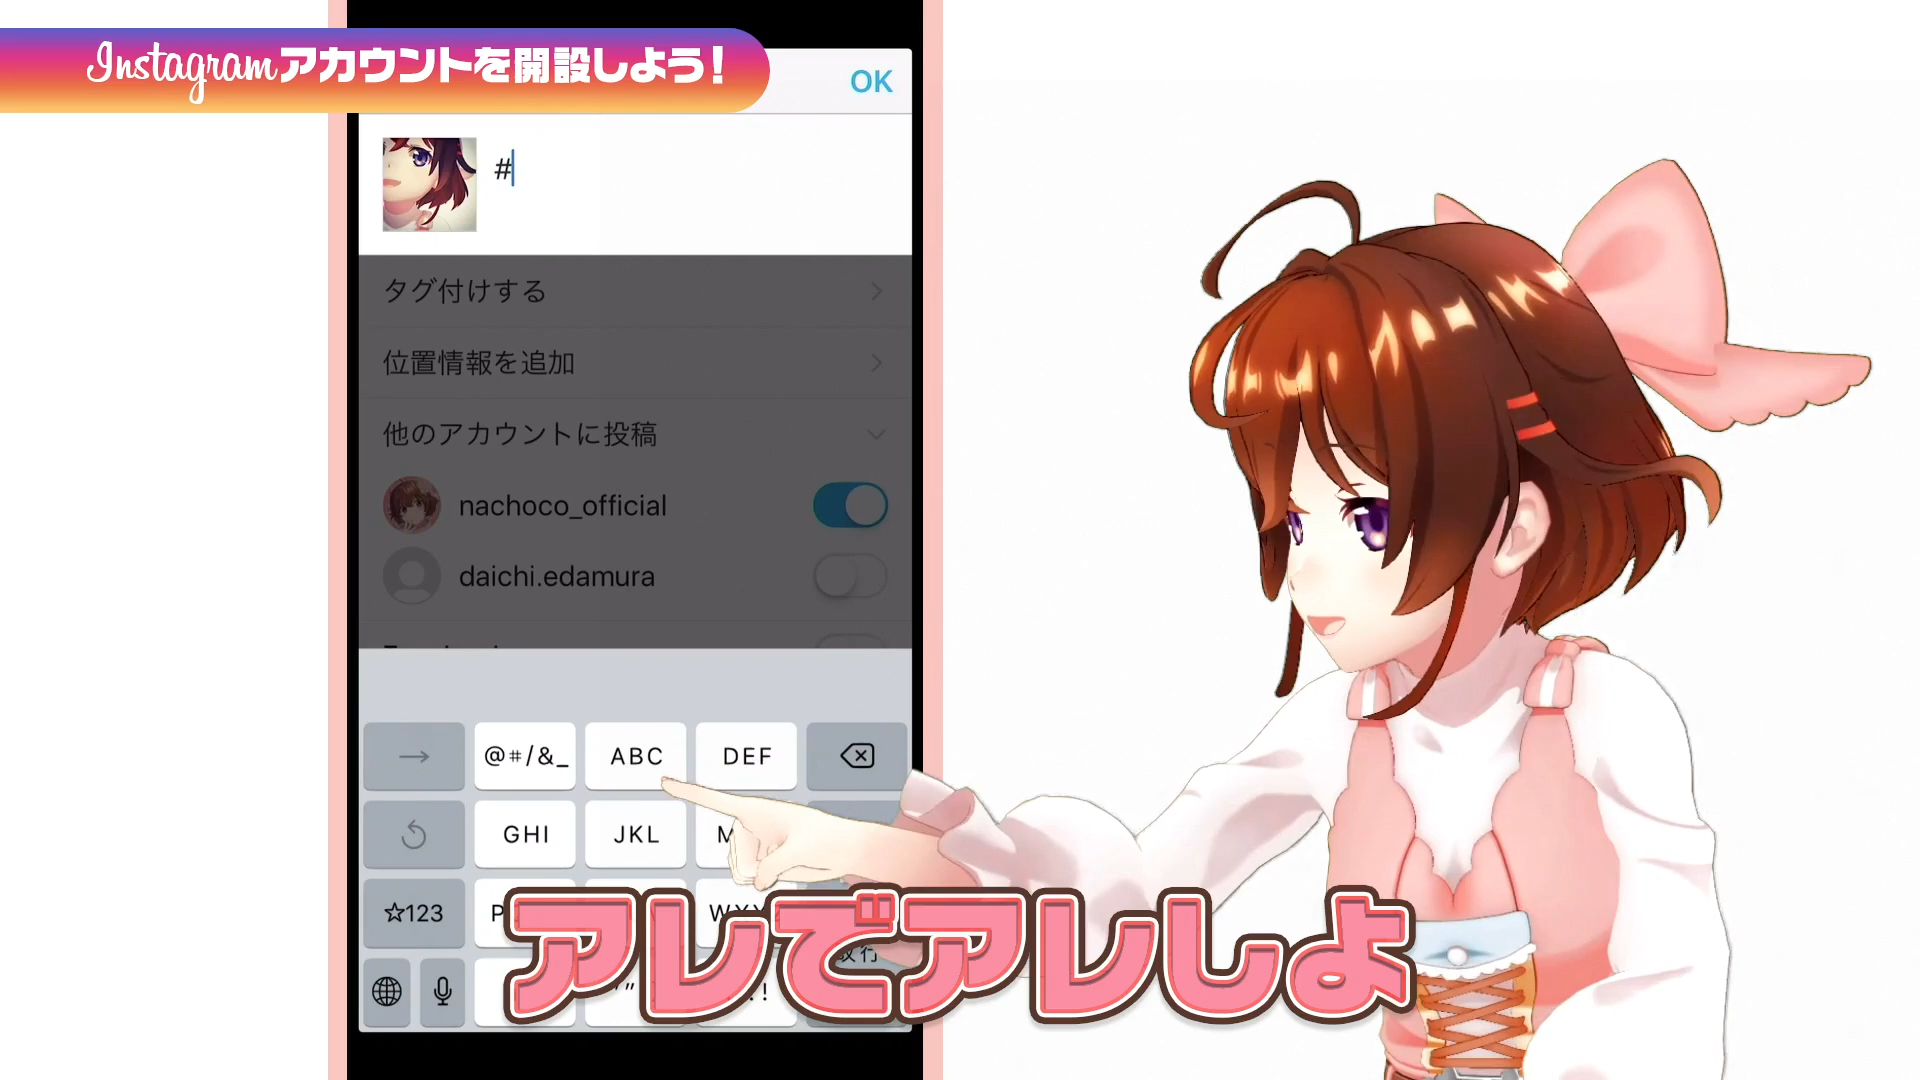 Instagramアカウントを開設しよう!
OK
#
タグ付けする
位置情報を追加
他のアカウントに投稿
nachoco_official
daichi.edamura
→
@#/&_
ABC
DEF
GHI
JKL
M
☆123
P
WXY
改行
!
アレでアレしよ